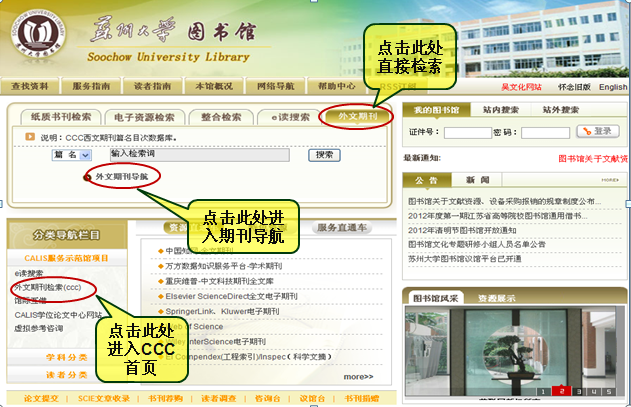 苏州大学 图书馆
Soochow University Library
点击此处
直接检索
查找资料
服务指南
读者指南
本馆概况
网络导航
帮助中心
RSS订阅
吴文化网站
怀念旧版
English
纸质书刊检索
电子资源检索
整合检索
e读搜索
外文期刊
说明：CCC西文期刊篇名目次数据库。
篇 名
输入检索词
搜索
外文期刊导航
点击此处进
入期刊导航
我的图书馆
站内搜索
站外搜索
证件号：
密码：
登录
最新通知:
图书馆关于文献资
公 告
新 闻
MORE>
图书馆关于文献资源、设备采购报销的规章制度公布...
2012年度第一期江苏省高等院校图书馆通用借书...
2012年清明节图书馆开放通知
图书馆文化专题研修小组人员名单公告
苏州大学图书馆议馆平台已开通
分类导航栏目
CALIS服务示范馆项目
e读搜索
外文期刊检索(ccc)
馆际互借
CALIS学位论文中心网站
虚拟参考咨询
点击此处
进入CCC
首页
学科分类
读者分类
服务直通车
中国知网-全文期刊
万方数据知识服务平台-学术期刊
重庆维普-中文科技期刊全文库
Elsevier ScienceDirect全文电子期刊
SpringerLink、Kluwer电子期刊
of Science
InterScience电子期刊
Compendex(工程索引)/Inspec（科学文摘）
more>>
图书馆风采
资源展示
1 2 3 4 5
论文提交
SCIE文章收录
书刊荐购
读者调查
咨询台
议馆台
书刊捐赠